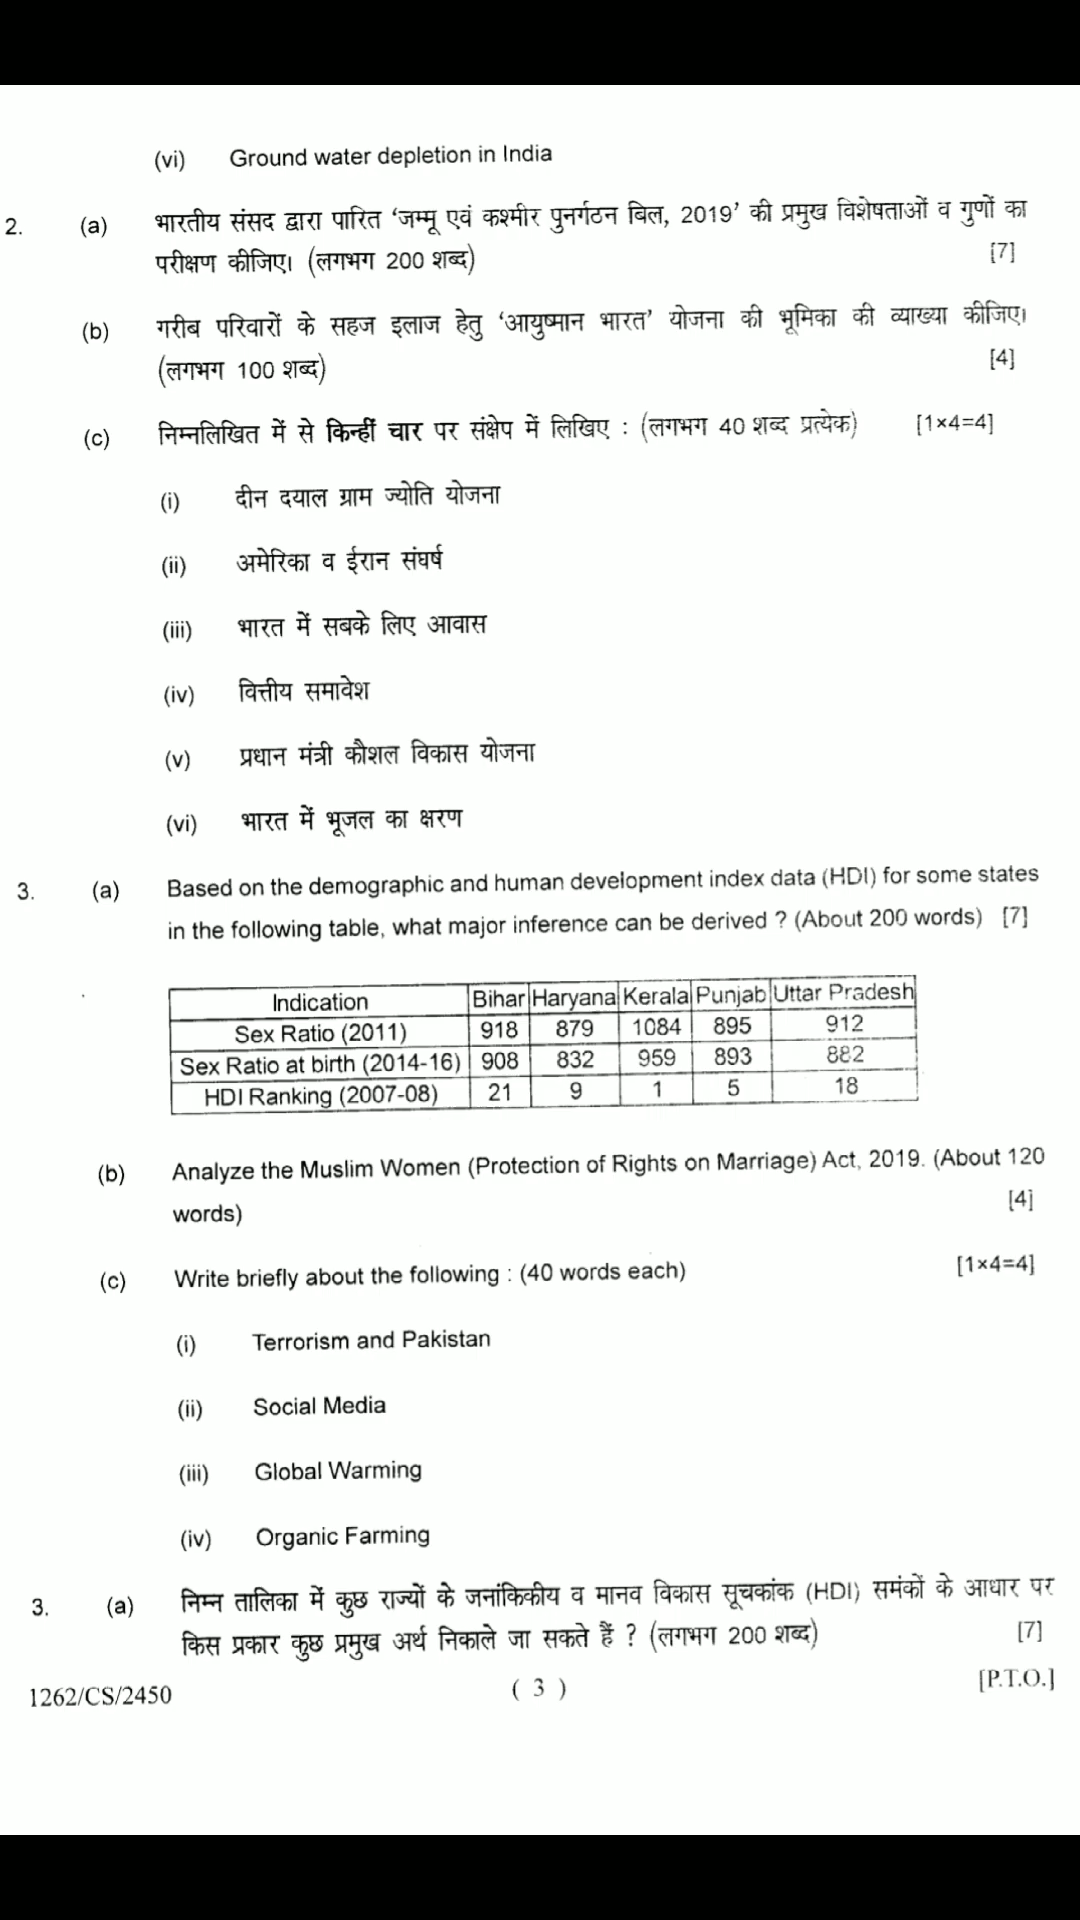 (vi) Ground water depletion in India
2. (a) भारतीय संसद द्वारा पारित ‘जम्मू एवं कश्मीर पुनर्गठन बिल, 2019’ की प्रमुख विशेषताओं व गुणों का
परीक्षण कीजिए। (लगभग 200 शब्द) [7]
(b) गरीब परिवारों के सहज इलाज हेतु ‘आयुष्मान भारत’ योजना की भूमिका की व्याख्या कीजिए।
(लगभग 100 शब्द) [4]
(c) निम्नलिखित में से किन्हीं चार पर संक्षेप में लिखिए : (लगभग 40 शब्द प्रत्येक) [1×4=4]
(i) दीन दयाल ग्राम ज्योति योजना
(ii) अमेरिका व ईरान संघर्ष
(iii) भारत में सबके लिए आवास
(iv) वित्तीय समावेश
(v) प्रधान मंत्री कौशल विकास योजना
(vi) भारत में भूजल का क्षरण
3. (a) Based on the demographic and human development index data (HDI) for some states
in the following table, what major inference can be derived ? (About 200 words) [7]
Indication Bihar Haryana Kerala Punjab Uttar Pradesh
Sex Ratio (2011) 918 879 1084 895 912
Sex Ratio at birth (2014-16) 908 832 959 893 882
HDI Ranking (2007-08) 21 9 1 5 18
(b) Analyze the Muslim Women (Protection of Rights on Marriage) Act, 2019. (About 120
words) [4]
(c) Write briefly about the following : (40 words each) [1×4=4]
(i) Terrorism and Pakistan
(ii) Social Media
(iii) Global Warming
(iv) Organic Farming
3. (a) निम्न तालिका में कुछ राज्यों के जनांकिकीय व मानव विकास सूचकांक (HDI) समंकों के आधार पर
किस प्रकार कुछ प्रमुख अर्थ निकाले जा सकते हैं ? (लगभग 200 शब्द) [7]
1262/CS/2450 ( 3 ) [P.T.O.]